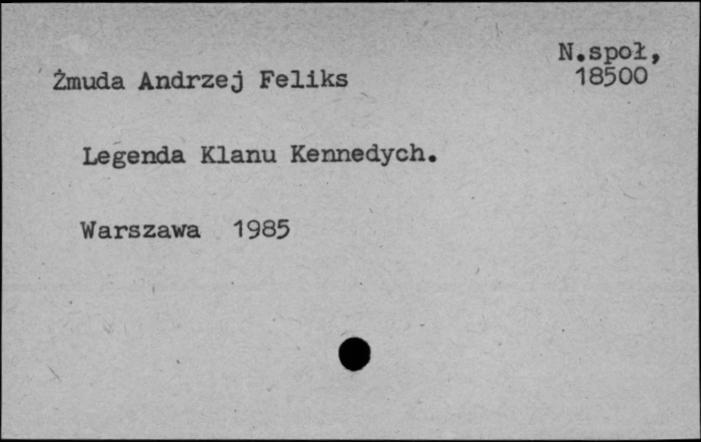 N.społ,
Żmuda Andrzej Feliks 18500
Legenda Klanu Kennedych.
Warszawa 1985